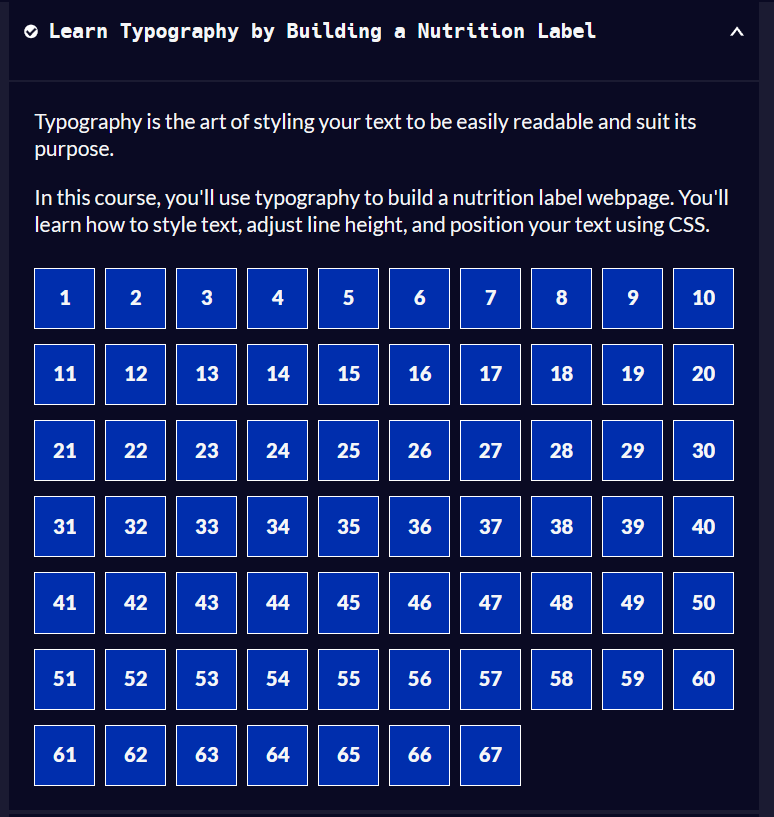 Learn Typography by Building a Nutrition Label
Typography is the art of styling your text to be easily readable and suit its
purpose.
In this course, you'll use typography to build a nutrition label webpage. You'll
learn how to style text, adjust line height, and position your text using CSS.
1 2 3 4 5 6 7 8 9 10
11 12 13 14 15 16 17 18 19 20
21 22 23 24 25 26 27 28 29 30
31 32 33 34 35 36 37 38 39 40
41 42 43 44 45 46 47 48 49 50
51 52 53 54 55 56 57 58 59 60
61 62 63 64 65 66 67